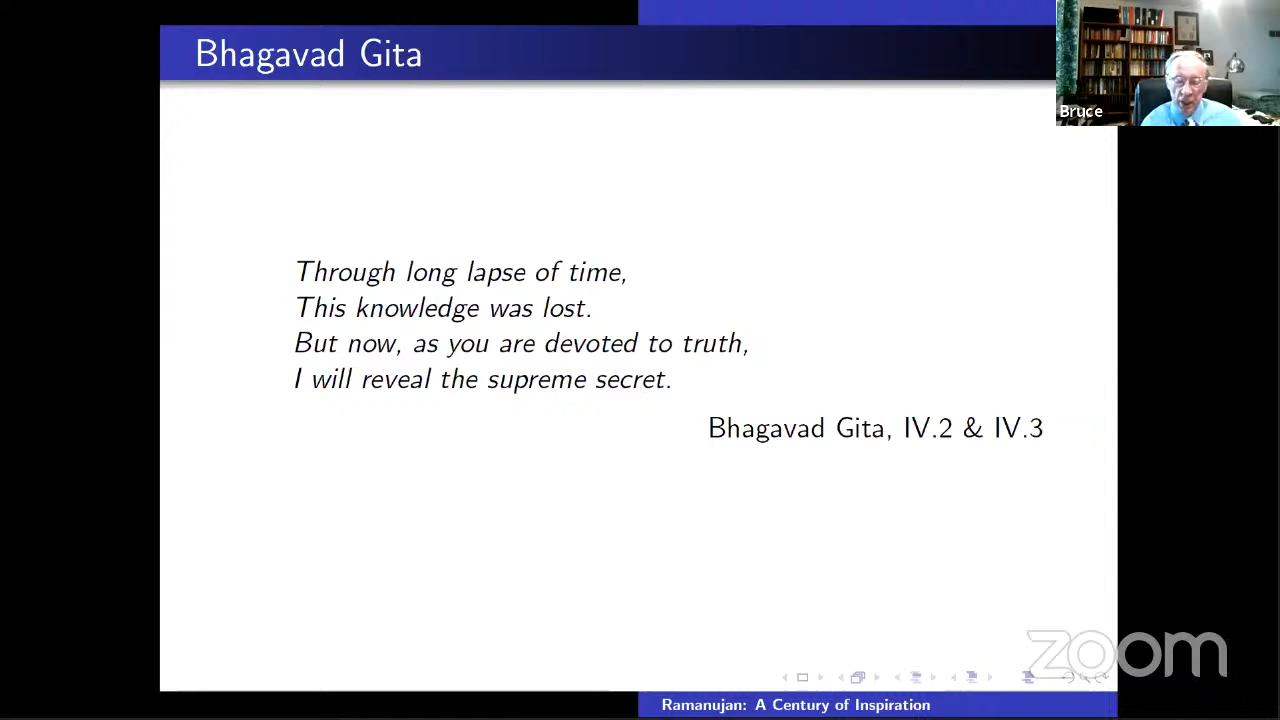 Bhagavad Gita
Bruce
Through long lapse of time,
This knowledge was lost.
But now, as you are devoted to truth,
I will reveal the supreme secret.
Bhagavad Gita, IV.2 & IV.3
zoom
Ramanujan: A Century of Inspiration